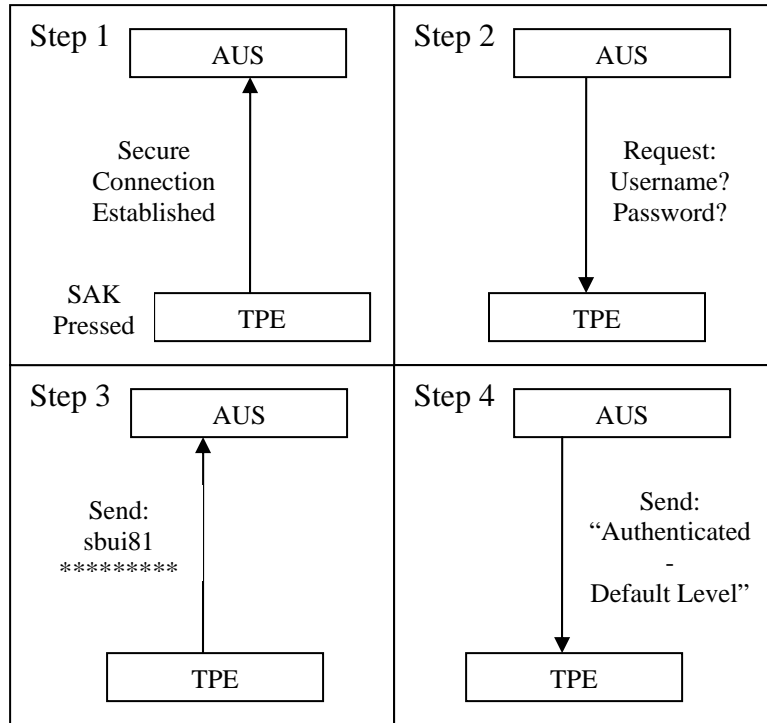 Step 1
AUS
Secure
Connection
Established
SAK
Pressed
TPE
Step 2
AUS
Request:
Username?
Password?
TPE
Step 3
AUS
Send:
sbui81
*********
TPE
Step 4
AUS
Send:
“Authenticated
-
Default Level”
TPE